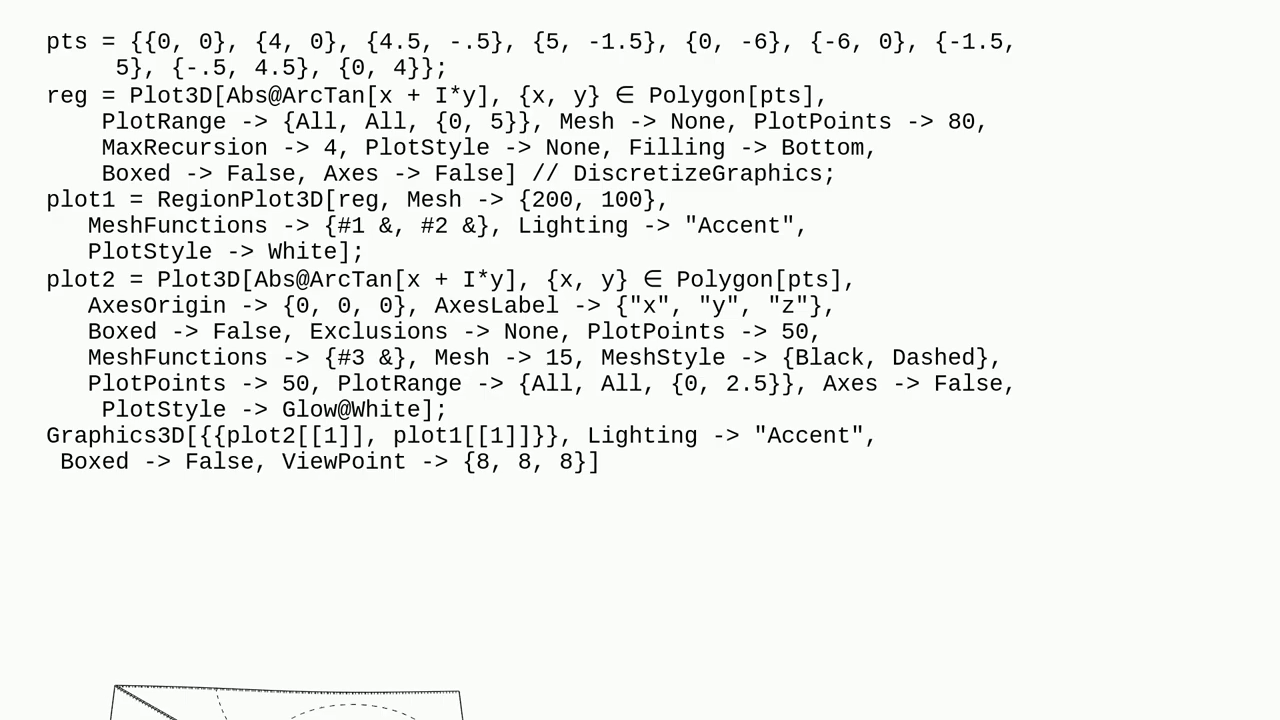 pts = {{0, 0}, {4, 0}, {4.5, -.5}, {5, -1.5}, {0, -6}, {-6, 0}, {-1.5,
5}, {-.5, 4.5}, {0, 4}};
reg = Plot3D[Abs@ArcTan[x + I*y], {x, y} ∈ Polygon[pts],
PlotRange -> {All, All, {0, 5}}, Mesh -> None, PlotPoints -> 80,
MaxRecursion -> 4, PlotStyle -> None, Filling -> Bottom,
Boxed -> False, Axes -> False] // DiscretizeGraphics;
plot1 = RegionPlot3D[reg, Mesh -> {200, 100},
MeshFunctions -> {#1 &, #2 &}, Lighting -> "Accent",
PlotStyle -> White];
plot2 = Plot3D[Abs@ArcTan[x + I*y], {x, y} ∈ Polygon[pts],
AxesOrigin -> {0, 0, 0}, AxesLabel -> {"x", "y", "z"},
Boxed -> False, Exclusions -> None, PlotPoints -> 50,
MeshFunctions -> {#3 &}, Mesh -> 15, MeshStyle -> {Black, Dashed},
PlotPoints -> 50, PlotRange -> {All, All, {0, 2.5}}, Axes -> False,
PlotStyle -> Glow@White];
Graphics3D[{{plot2[[1]], plot1[[1]]}}, Lighting -> "Accent",
Boxed -> False, ViewPoint -> {8, 8, 8}]